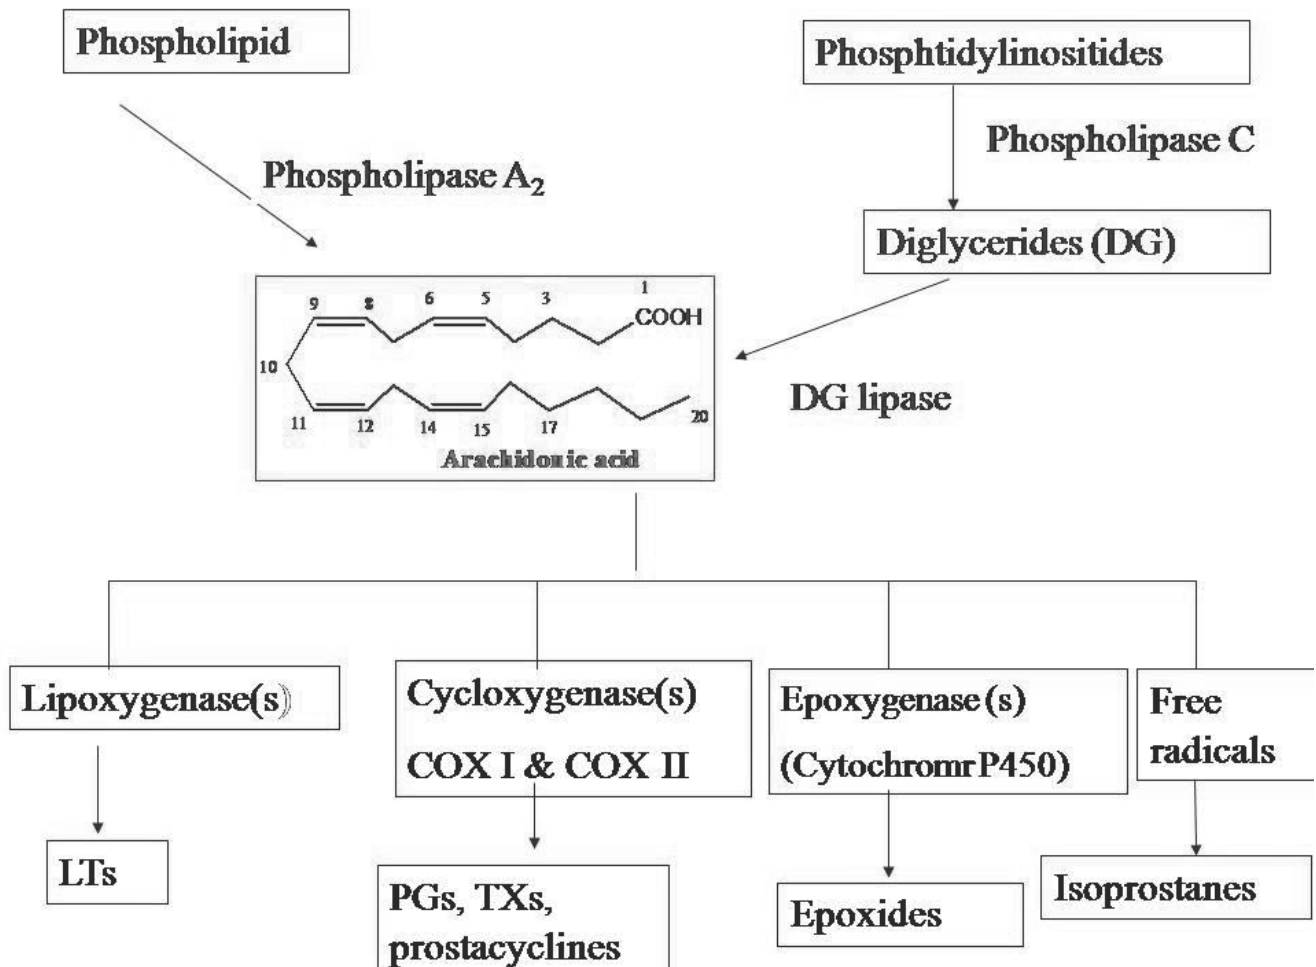 Phospholipid
Phosphtidylinositides
Phospholipase C
Phospholipase A₂
Diglycerides (DG)
1
9
8
6
5
3
COOH
10
DG lipase
11
12
14
15
17
20
Arachidonic acid
Lipoxygenase(s)
Cycloxygenase(s)
COX I & COX II
Epoxygenase (s)
(Cytochromr P450)
Free
radicals
LTs
PGs, TXs,
prostacyclines
Epoxides
Isoprostanes